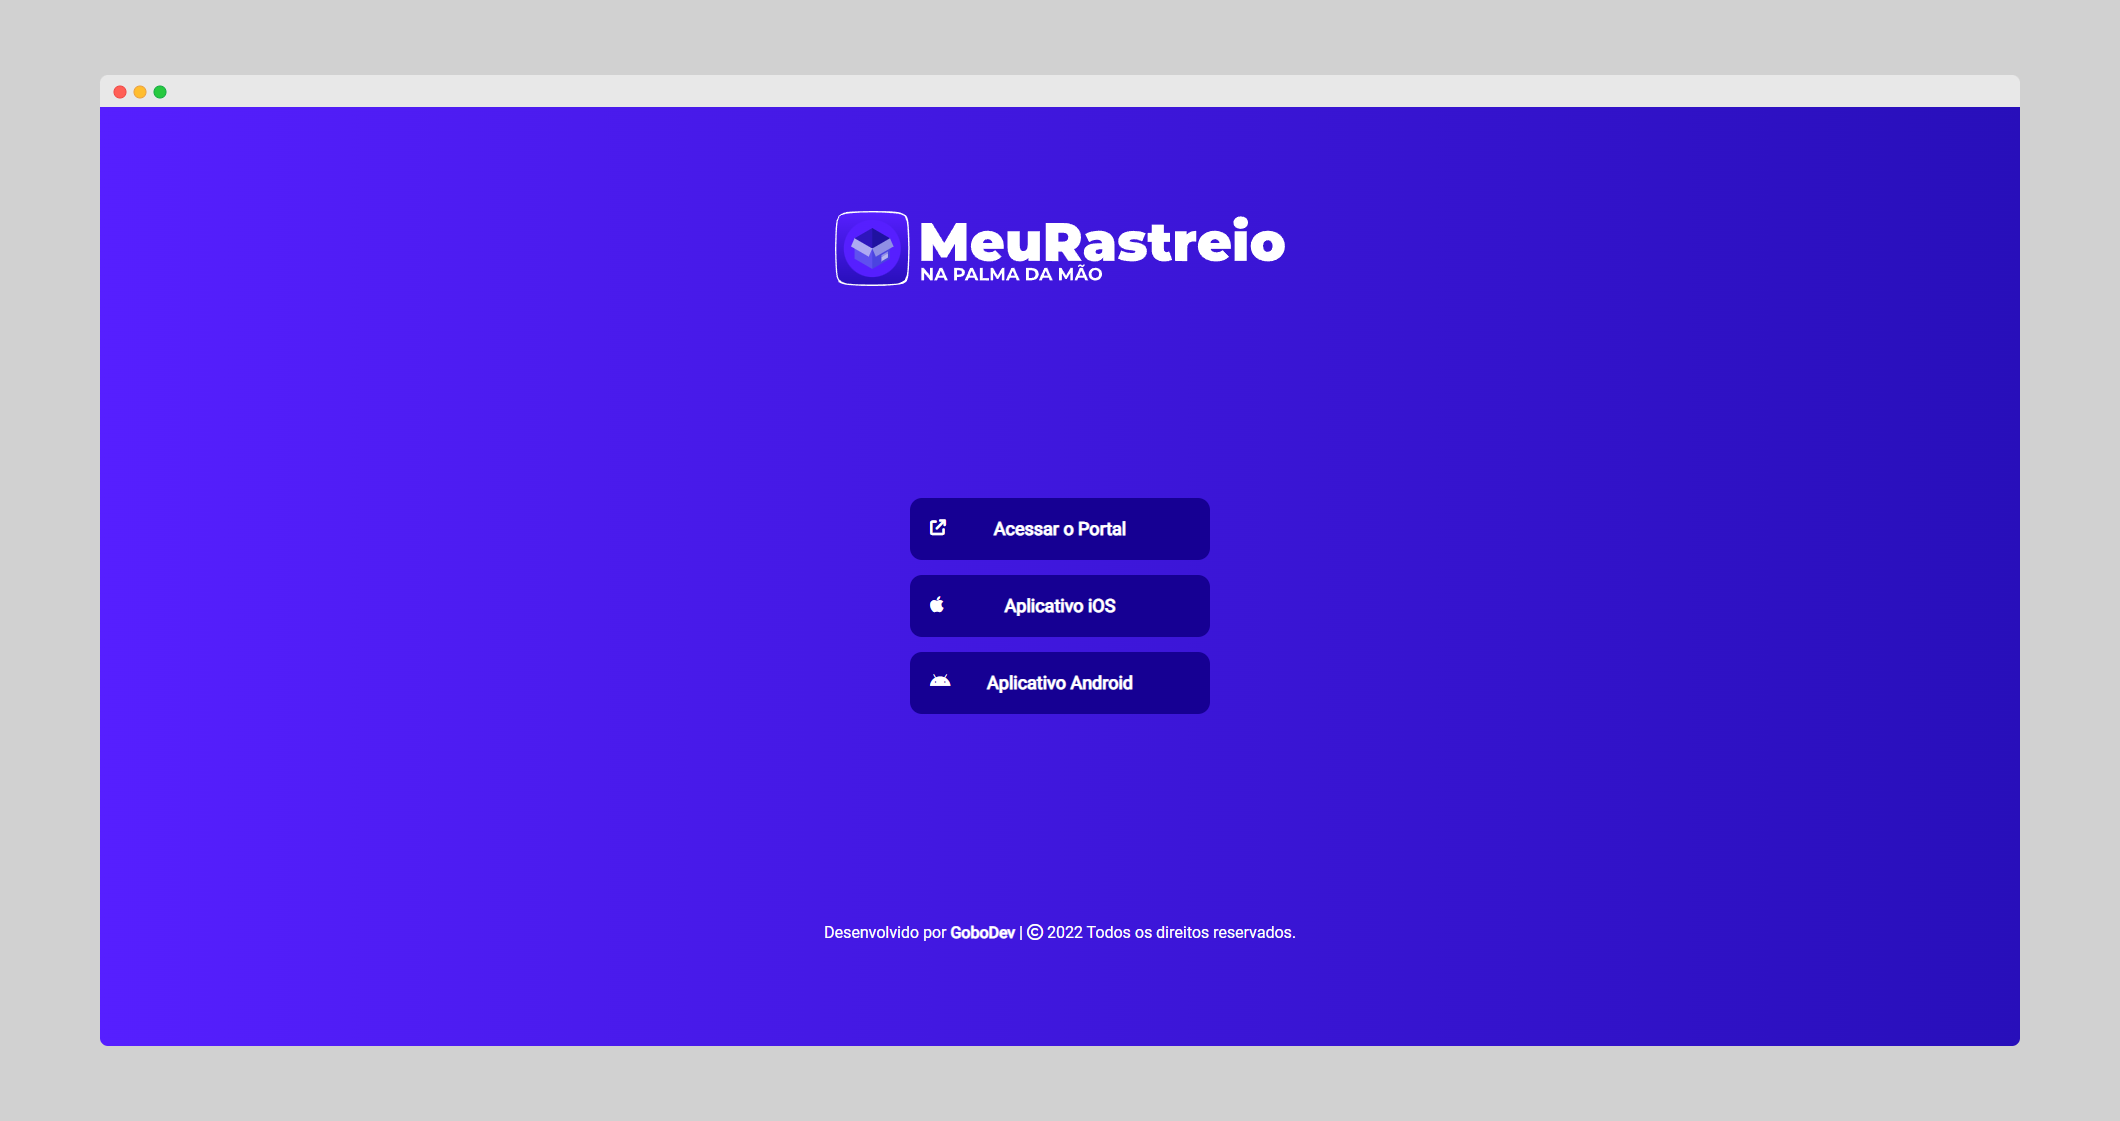 MeuRastreio
NA PALMA DA MÃO
Acessar o Portal
Aplicativo iOS
Aplicativo Android
Desenvolvido por GoboDev | © 2022 Todos os direitos reservados.